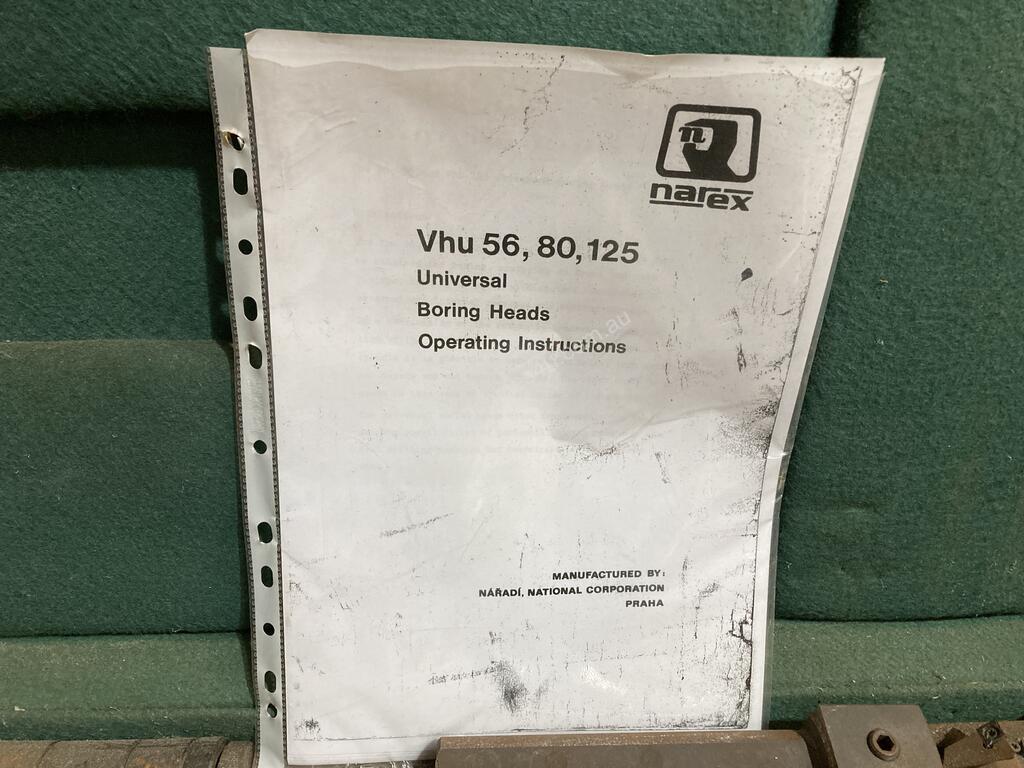 n
narex
Vhu 56, 80, 125
Universal
Boring Heads
Operating Instructions
MANUFACTURED BY:
NÁŘADÍ, NATIONAL CORPORATION
PRAHA